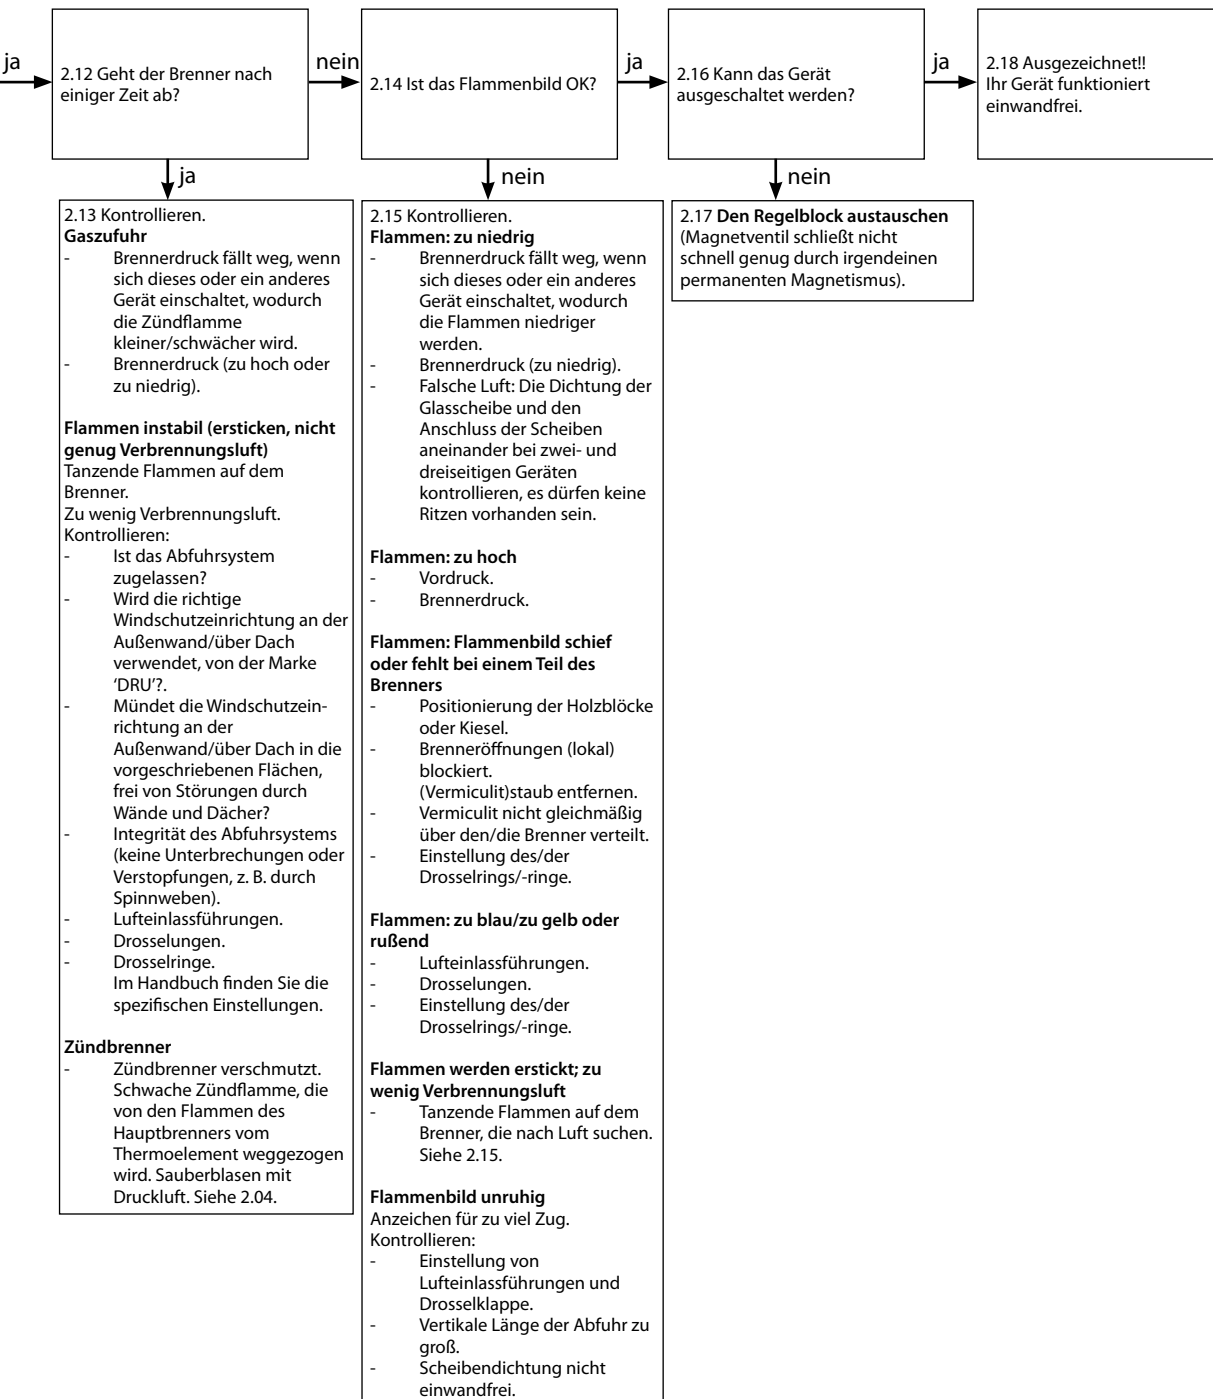 ja
2.12 Geht der Brenner nach
einiger Zeit ab?
nein
2.14 Ist das Flammenbild OK?
ja
2.16 Kann das Gerät
ausgeschaltet werden?
ja
2.18 Ausgezeichnet!!
Ihr Gerät funktioniert
einwandfrei.
ja
nein
nein
2.13 Kontrollieren.
Gaszufuhr
- Brennerdruck fällt weg, wenn
sich dieses oder ein anderes
Gerät einschaltet, wodurch
die Zündflamme
kleiner/schwächer wird.
- Brennerdruck (zu hoch oder
zu niedrig).
Flammen instabil (ersticken, nicht
genug Verbrennungsluft)
Tanzende Flammen auf dem
Brenner.
Zu wenig Verbrennungsluft.
Kontrollieren:
- Ist das Abfuhrsystem
zugelassen?
- Wird die richtige
Windschutzeinrichtung an der
Außenwand/über Dach
verwendet, von der Marke
'DRU'?.
- Mündet die Windschutzein-
richtung an der
Außenwand/über Dach in die
vorgeschriebenen Flächen,
frei von Störungen durch
Wände und Dächer?
- Integrität des Abfuhrsystems
(keine Unterbrechungen oder
Verstopfungen, z. B. durch
Spinnweben).
- Lufteinlassführungen.
- Drosselungen.
- Drosselringe.
Im Handbuch finden Sie die
spezifischen Einstellungen.
Zündbrenner
- Zündbrenner verschmutzt.
Schwache Zündflamme, die
von den Flammen des
Hauptbrenners vom
Thermoelement weggezogen
wird. Sauberblasen mit
Druckluft. Siehe 2.04.
2.15 Kontrollieren.
Flammen: zu niedrig
- Brennerdruck fällt weg, wenn
sich dieses oder ein anderes
Gerät einschaltet, wodurch
die Flammen niedriger
werden.
- Brennerdruck (zu niedrig).
- Falsche Luft: Die Dichtung der
Glasscheibe und den
Anschluss der Scheiben
aneinander bei zwei- und
dreiseitigen Geräten
kontrollieren, es dürfen keine
Ritzen vorhanden sein.
Flammen: zu hoch
- Vordruck.
- Brennerdruck.
Flammen: Flammenbild schief
oder fehlt bei einem Teil des
Brenners
- Positionierung der Holzblöcke
oder Kiesel.
- Brenneröffnungen (lokal)
blockiert.
(Vermiculit)staub entfernen.
- Vermiculit nicht gleichmäßig
über den/die Brenner verteilt.
- Einstellung des/der
Drosselrings/-ringe.
Flammen: zu blau/zu gelb oder
rußend
- Lufteinlassführungen.
- Drosselungen.
- Einstellung des/der
Drosselrings/-ringe.
Flammen werden erstickt; zu
wenig Verbrennungsluft
- Tanzende Flammen auf dem
Brenner, die nach Luft suchen.
Siehe 2.15.
Flammenbild unruhig
Anzeichen für zu viel Zug.
Kontrollieren:
- Einstellung von
Lufteinlassführungen und
Drosselklappe.
- Vertikale Länge der Abfuhr zu
groß.
- Scheibendichtung nicht
einwandfrei.
2.17 Den Regelblock austauschen
(Magnetventil schließt nicht
schnell genug durch irgendeinen
permanenten Magnetismus).